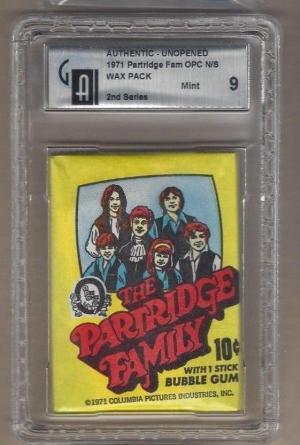 AUTHENTIC - UNOPENED
1971 Partridge Fam OPC N/S
WAX PACK
Mint 9
2nd Series
GAI
THE
PARTRIDGE
FAMILY
10¢
WITH 1 STICK
BUBBLE GUM
©1971 COLUMBIA PICTURES INDUSTRIES, INC.